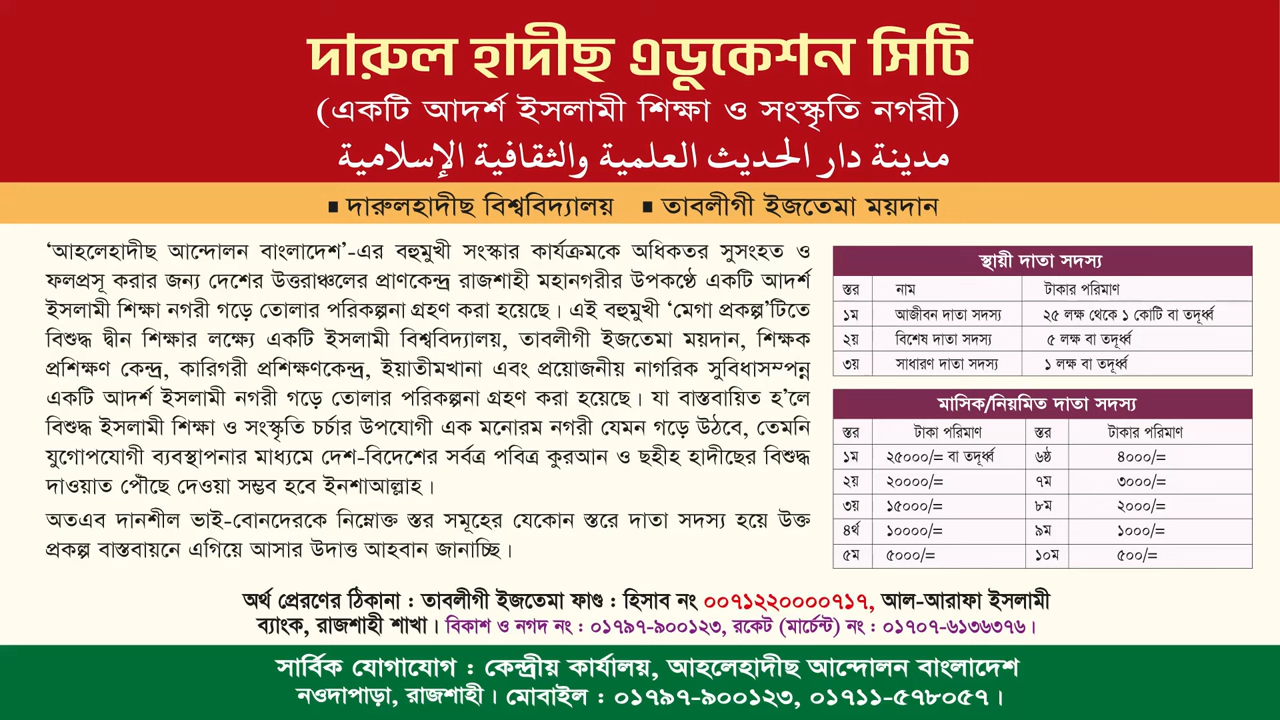 দারুল হাদীছ এডুকেশন সিটি
(একটি আদর্শ ইসলামী শিক্ষা ও সংস্কৃতি নগরী)
مدينة دار الحديث العلمية والثقافية الإسلامية
▪ দারুলহাদীছ বিশ্ববিদ্যালয় ▪ তাবলীগী ইজতেমা ময়দান
‘আহলেহাদীছ আন্দোলন বাংলাদেশ’-এর বহুমুখী সংস্কার কার্যক্রমকে অধিকতর সুসংহত ও
ফলপ্রসূ করার জন্য দেশের উত্তরাঞ্চলের প্রাণকেন্দ্র রাজশাহী মহানগরীর উপকণ্ঠে একটি আদর্শ
ইসলামী শিক্ষা নগরী গড়ে তোলার পরিকল্পনা গ্রহণ করা হয়েছে। এই বহুমুখী ‘মেগা প্রকল্প’টিতে
বিশুদ্ধ দ্বীন শিক্ষার লক্ষ্যে একটি ইসলামী বিশ্ববিদ্যালয়, তাবলীগী ইজতেমা ময়দান, শিক্ষক
প্রশিক্ষণ কেন্দ্র, কারিগরী প্রশিক্ষণকেন্দ্র, ইয়াতীমখানা এবং প্রয়োজনীয় নাগরিক সুবিধাসম্পন্ন
একটি আদর্শ ইসলামী নগরী গড়ে তোলার পরিকল্পনা গ্রহণ করা হয়েছে। যা বাস্তবায়িত হ’লে
বিশুদ্ধ ইসলামী শিক্ষা ও সংস্কৃতি চর্চার উপযোগী এক মনোরম নগরী যেমন গড়ে উঠবে, তেমনি
যুগোপযোগী ব্যবস্থাপনার মাধ্যমে দেশ-বিদেশের সর্বত্র পবিত্র কুরআন ও ছহীহ হাদীছের বিশুদ্ধ
দাওয়াত পৌঁছে দেওয়া সম্ভব হবে ইনশাআল্লাহ।
অতএব দানশীল ভাই-বোনদেরকে নিম্নোক্ত স্তর সমূহের যেকোন স্তরে দাতা সদস্য হয়ে উক্ত
প্রকল্প বাস্তবায়নে এগিয়ে আসার উদাত্ত আহবান জানাচ্ছি।
স্থায়ী দাতা সদস্য
স্তর নাম টাকার পরিমাণ
১ম আজীবন দাতা সদস্য ২৫ লক্ষ থেকে ১ কোটি বা তদূর্ধ্ব
২য় বিশেষ দাতা সদস্য ৫ লক্ষ বা তদূর্ধ্ব
৩য় সাধারণ দাতা সদস্য ১ লক্ষ বা তদূর্ধ্ব
মাসিক/নিয়মিত দাতা সদস্য
স্তর টাকা পরিমাণ স্তর টাকার পরিমাণ
১ম ২৫০০০/= বা তদূর্ধ্ব ৬ষ্ঠ ৪০০০/=
২য় ২০০০০/= ৭ম ৩০০০/=
৩য় ১৫০০০/= ৮ম ২০০০/=
৪র্থ ১০০০০/= ৯ম ১০০০/=
৫ম ৫০০০/= ১০ম ৫০০/=
অর্থ প্রেরণের ঠিকানা : তাবলীগী ইজতেমা ফাণ্ড : হিসাব নং ০০৭১২২০০০০৭১৭, আল-আরাফা ইসলামী
ব্যাংক, রাজশাহী শাখা। বিকাশ ও নগদ নং : ০১৭৯৭-৯০০১২৩, রকেট (মার্চেন্ট) নং : ০১৭০৭-৬১৩৬৩৭৬।
সার্বিক যোগাযোগ : কেন্দ্রীয় কার্যালয়, আহলেহাদীছ আন্দোলন বাংলাদেশ
নওদাপাড়া, রাজশাহী। মোবাইল : ০১৭৯৭-৯০০১২৩, ০১৭১১-৫৭৮০৫৭।